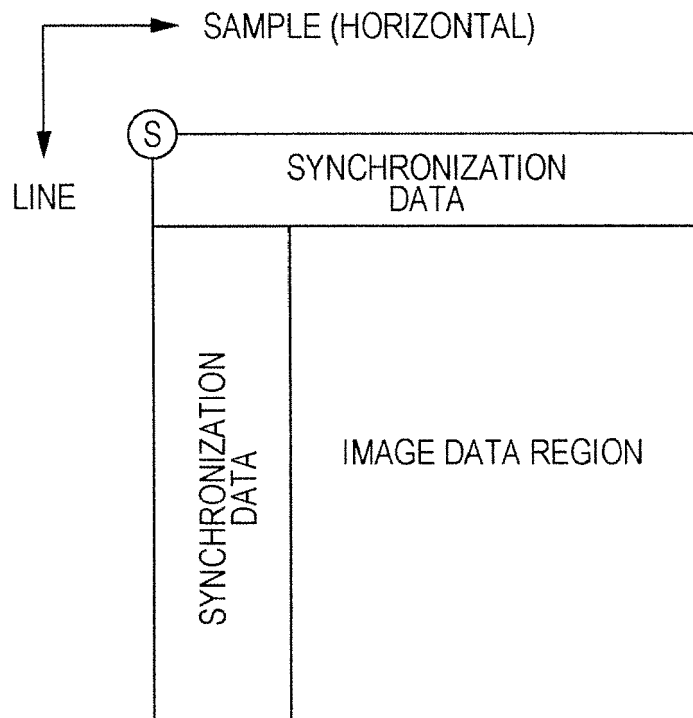 SAMPLE (HORIZONTAL)
LINE
S
SYNCHRONIZATION
DATA
SYNCHRONIZATION
DATA
IMAGE DATA REGION